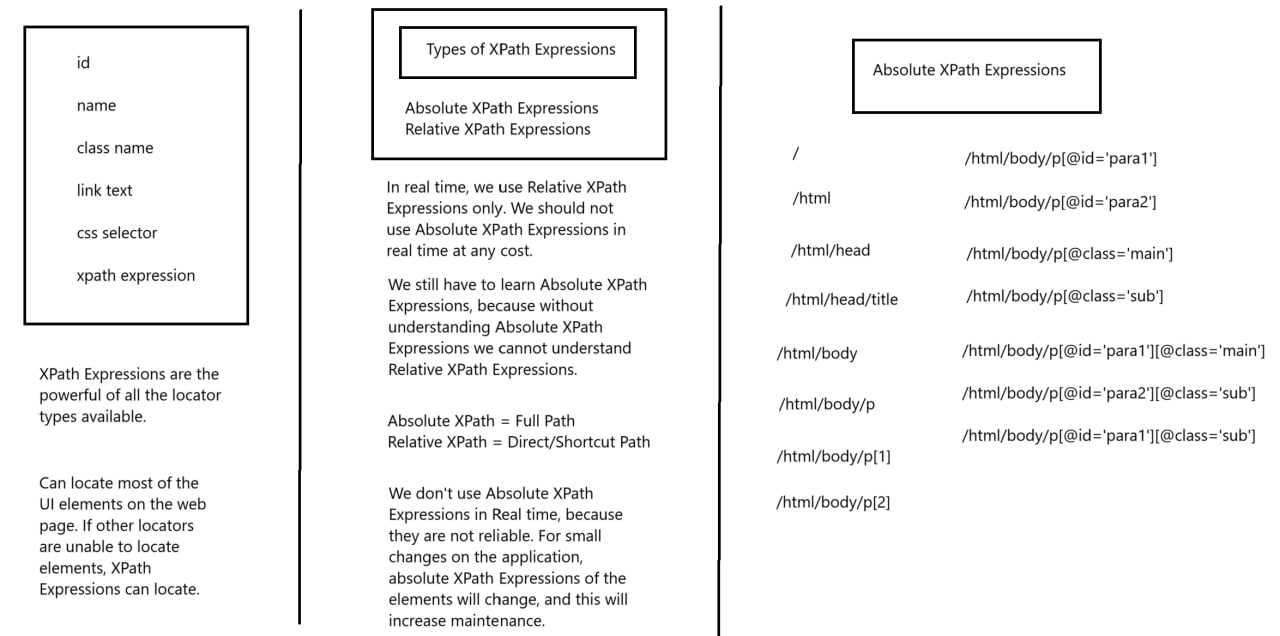 id
name
class name
link text
css selector
xpath expression
XPath Expressions are the
powerful of all the locator
types available.
Can locate most of the
UI elements on the web
page. If other locators
are unable to locate
elements, XPath
Expressions can locate.
Types of XPath Expressions
Absolute XPath Expressions
Relative XPath Expressions
In real time, we use Relative XPath
Expressions only. We should not
use Absolute XPath Expressions in
real time at any cost.
We still have to learn Absolute XPath
Expressions, because without
understanding Absolute XPath
Expressions we cannot understand
Relative XPath Expressions.
Absolute XPath = Full Path
Relative XPath = Direct/Shortcut Path
We don't use Absolute XPath
Expressions in Real time, because
they are not reliable. For small
changes on the application,
absolute XPath Expressions of the
elements will change, and this will
increase maintenance.
Absolute XPath Expressions
/
/html
/html/head
/html/head/title
/html/body
/html/body/p
/html/body/p[1]
/html/body/p[2]
/html/body/p[@id='para1']
/html/body/p[@id='para2']
/html/body/p[@class='main']
/html/body/p[@class='sub']
/html/body/p[@id='para1'][@class='main']
/html/body/p[@id='para2'][@class='sub']
/html/body/p[@id='para1'][@class='sub']